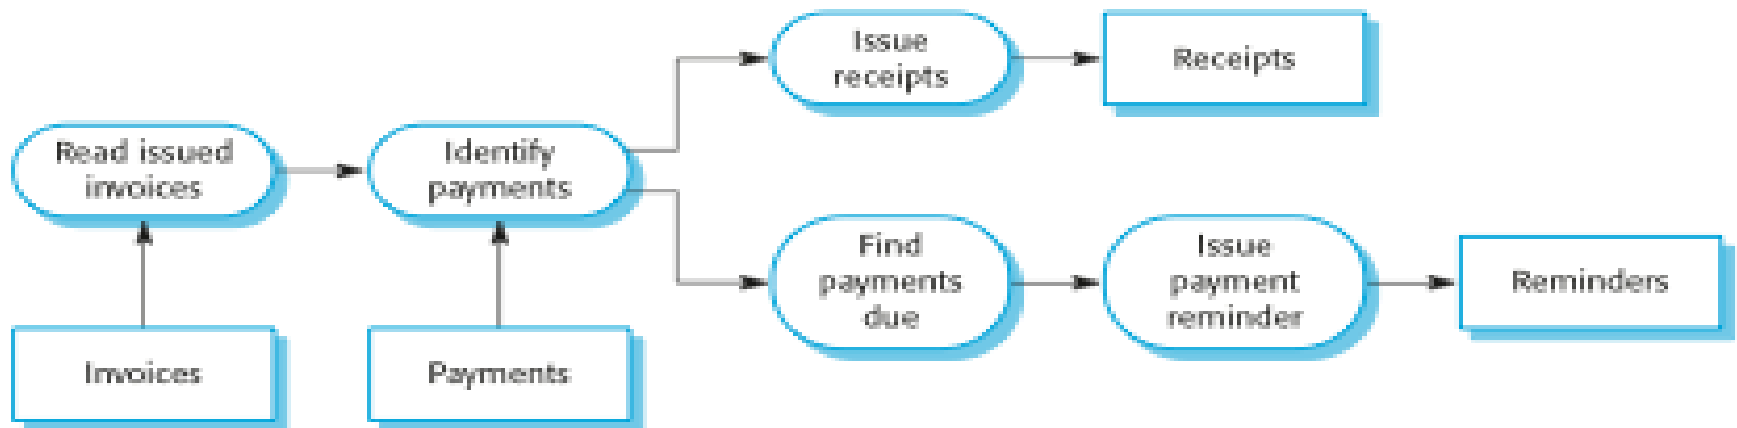 Issue
receipts
Receipts
Read issued
invoices
Identify
payments
Find
payments
due
Issue
payment
reminder
Reminders
Invoices
Payments